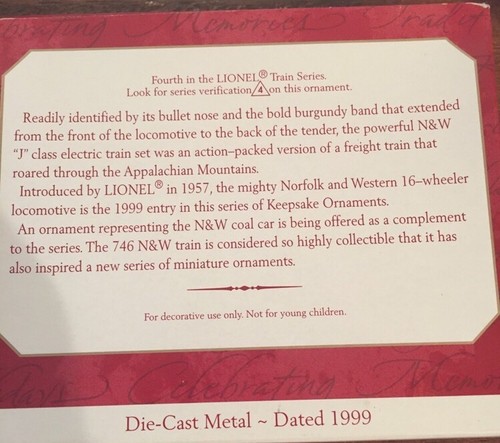 brating Memories Tradit
Fourth in the LIONEL® Train Series.
Look for series verification 4 on this ornament.
Readily identified by its bullet nose and the bold burgundy band that extended
from the front of the locomotive to the back of the tender, the powerful N&W
“J” class electric train set was an action–packed version of a freight train that
roared through the Appalachian Mountains.
Introduced by LIONEL® in 1957, the mighty Norfolk and Western 16–wheeler
locomotive is the 1999 entry in this series of Keepsake Ornaments.
An ornament representing the N&W coal car is being offered as a complement
to the series. The 746 N&W train is considered so highly collectible that it has
also inspired a new series of miniature ornaments.
For decorative use only. Not for young children.
days Celebrating Memo
Die-Cast Metal ~ Dated 1999